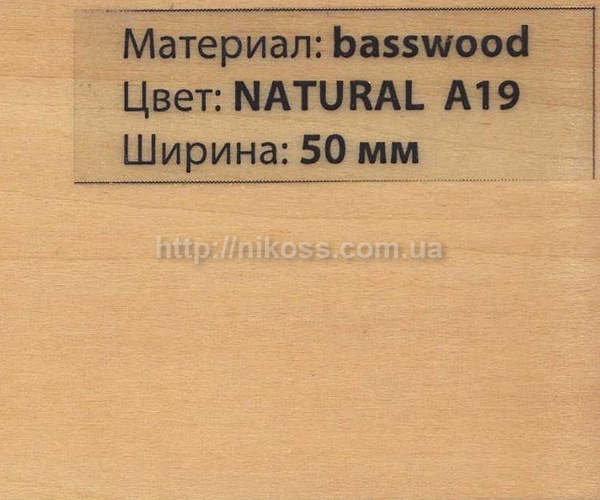 Материал: basswood
Цвет: NATURAL A19
Ширина: 50 мм
http://nikoss.com.ua